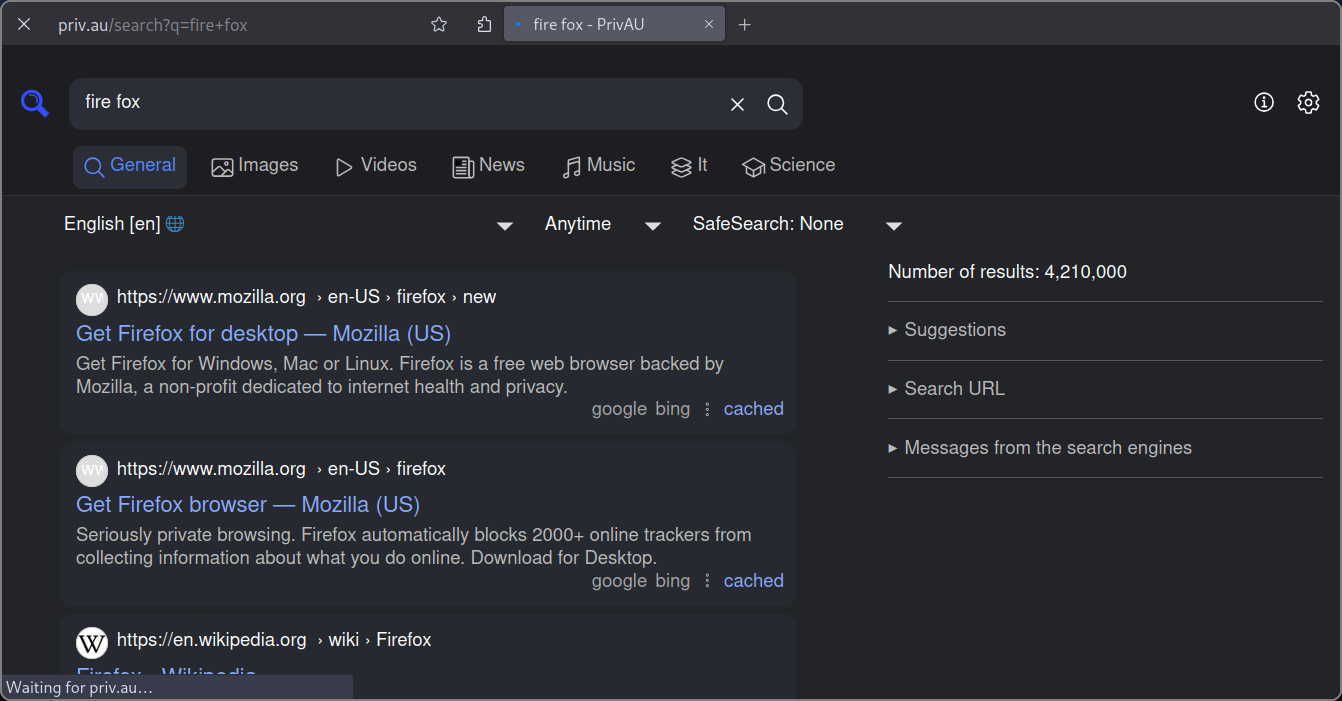 priv.au/search?q=fire+fox
fire fox - PrivAU
fire fox
General Images Videos News Music It Science
English [en] Anytime SafeSearch: None
Number of results: 4,210,000
Suggestions
Search URL
Messages from the search engines
https://www.mozilla.org › en-US › firefox › new
Get Firefox for desktop — Mozilla (US)
Get Firefox for Windows, Mac or Linux. Firefox is a free web browser backed by
Mozilla, a non-profit dedicated to internet health and privacy.
google bing cached
https://www.mozilla.org › en-US › firefox
Get Firefox browser — Mozilla (US)
Seriously private browsing. Firefox automatically blocks 2000+ online trackers from
collecting information about what you do online. Download for Desktop.
google bing cached
W https://en.wikipedia.org › wiki › Firefox
Firefox - Wikipedia
Waiting for priv.au…